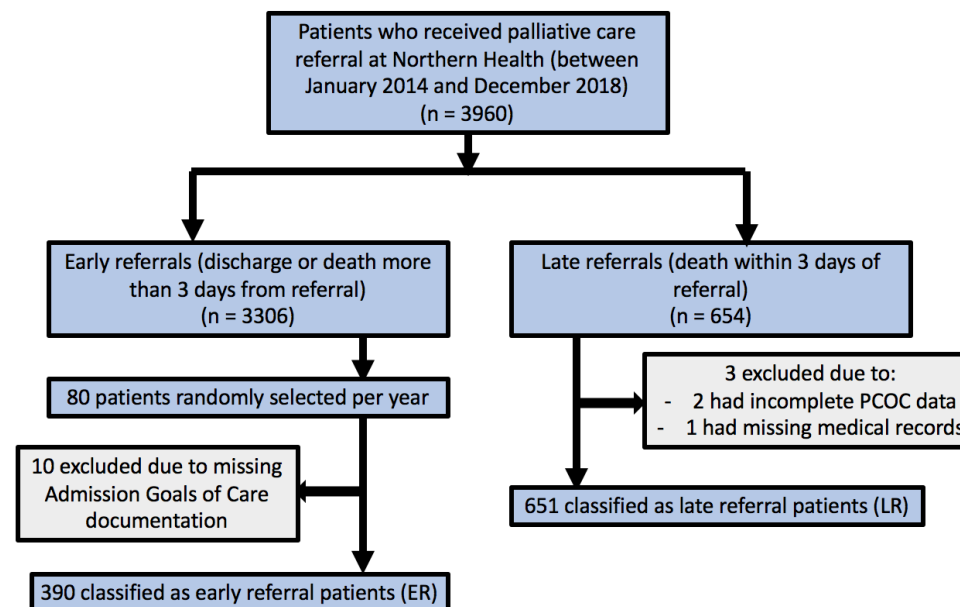 Patients who received palliative care
referral at Northern Health (between
January 2014 and December 2018)
(n = 3960)
Early referrals (discharge or death more
than 3 days from referral)
(n = 3306)
Late referrals (death within 3 days of
referral)
(n = 654)
80 patients randomly selected per year
3 excluded due to:
- 2 had incomplete PCOC data
- 1 had missing medical records
10 excluded due to missing
Admission Goals of Care
documentation
651 classified as late referral patients (LR)
390 classified as early referral patients (ER)